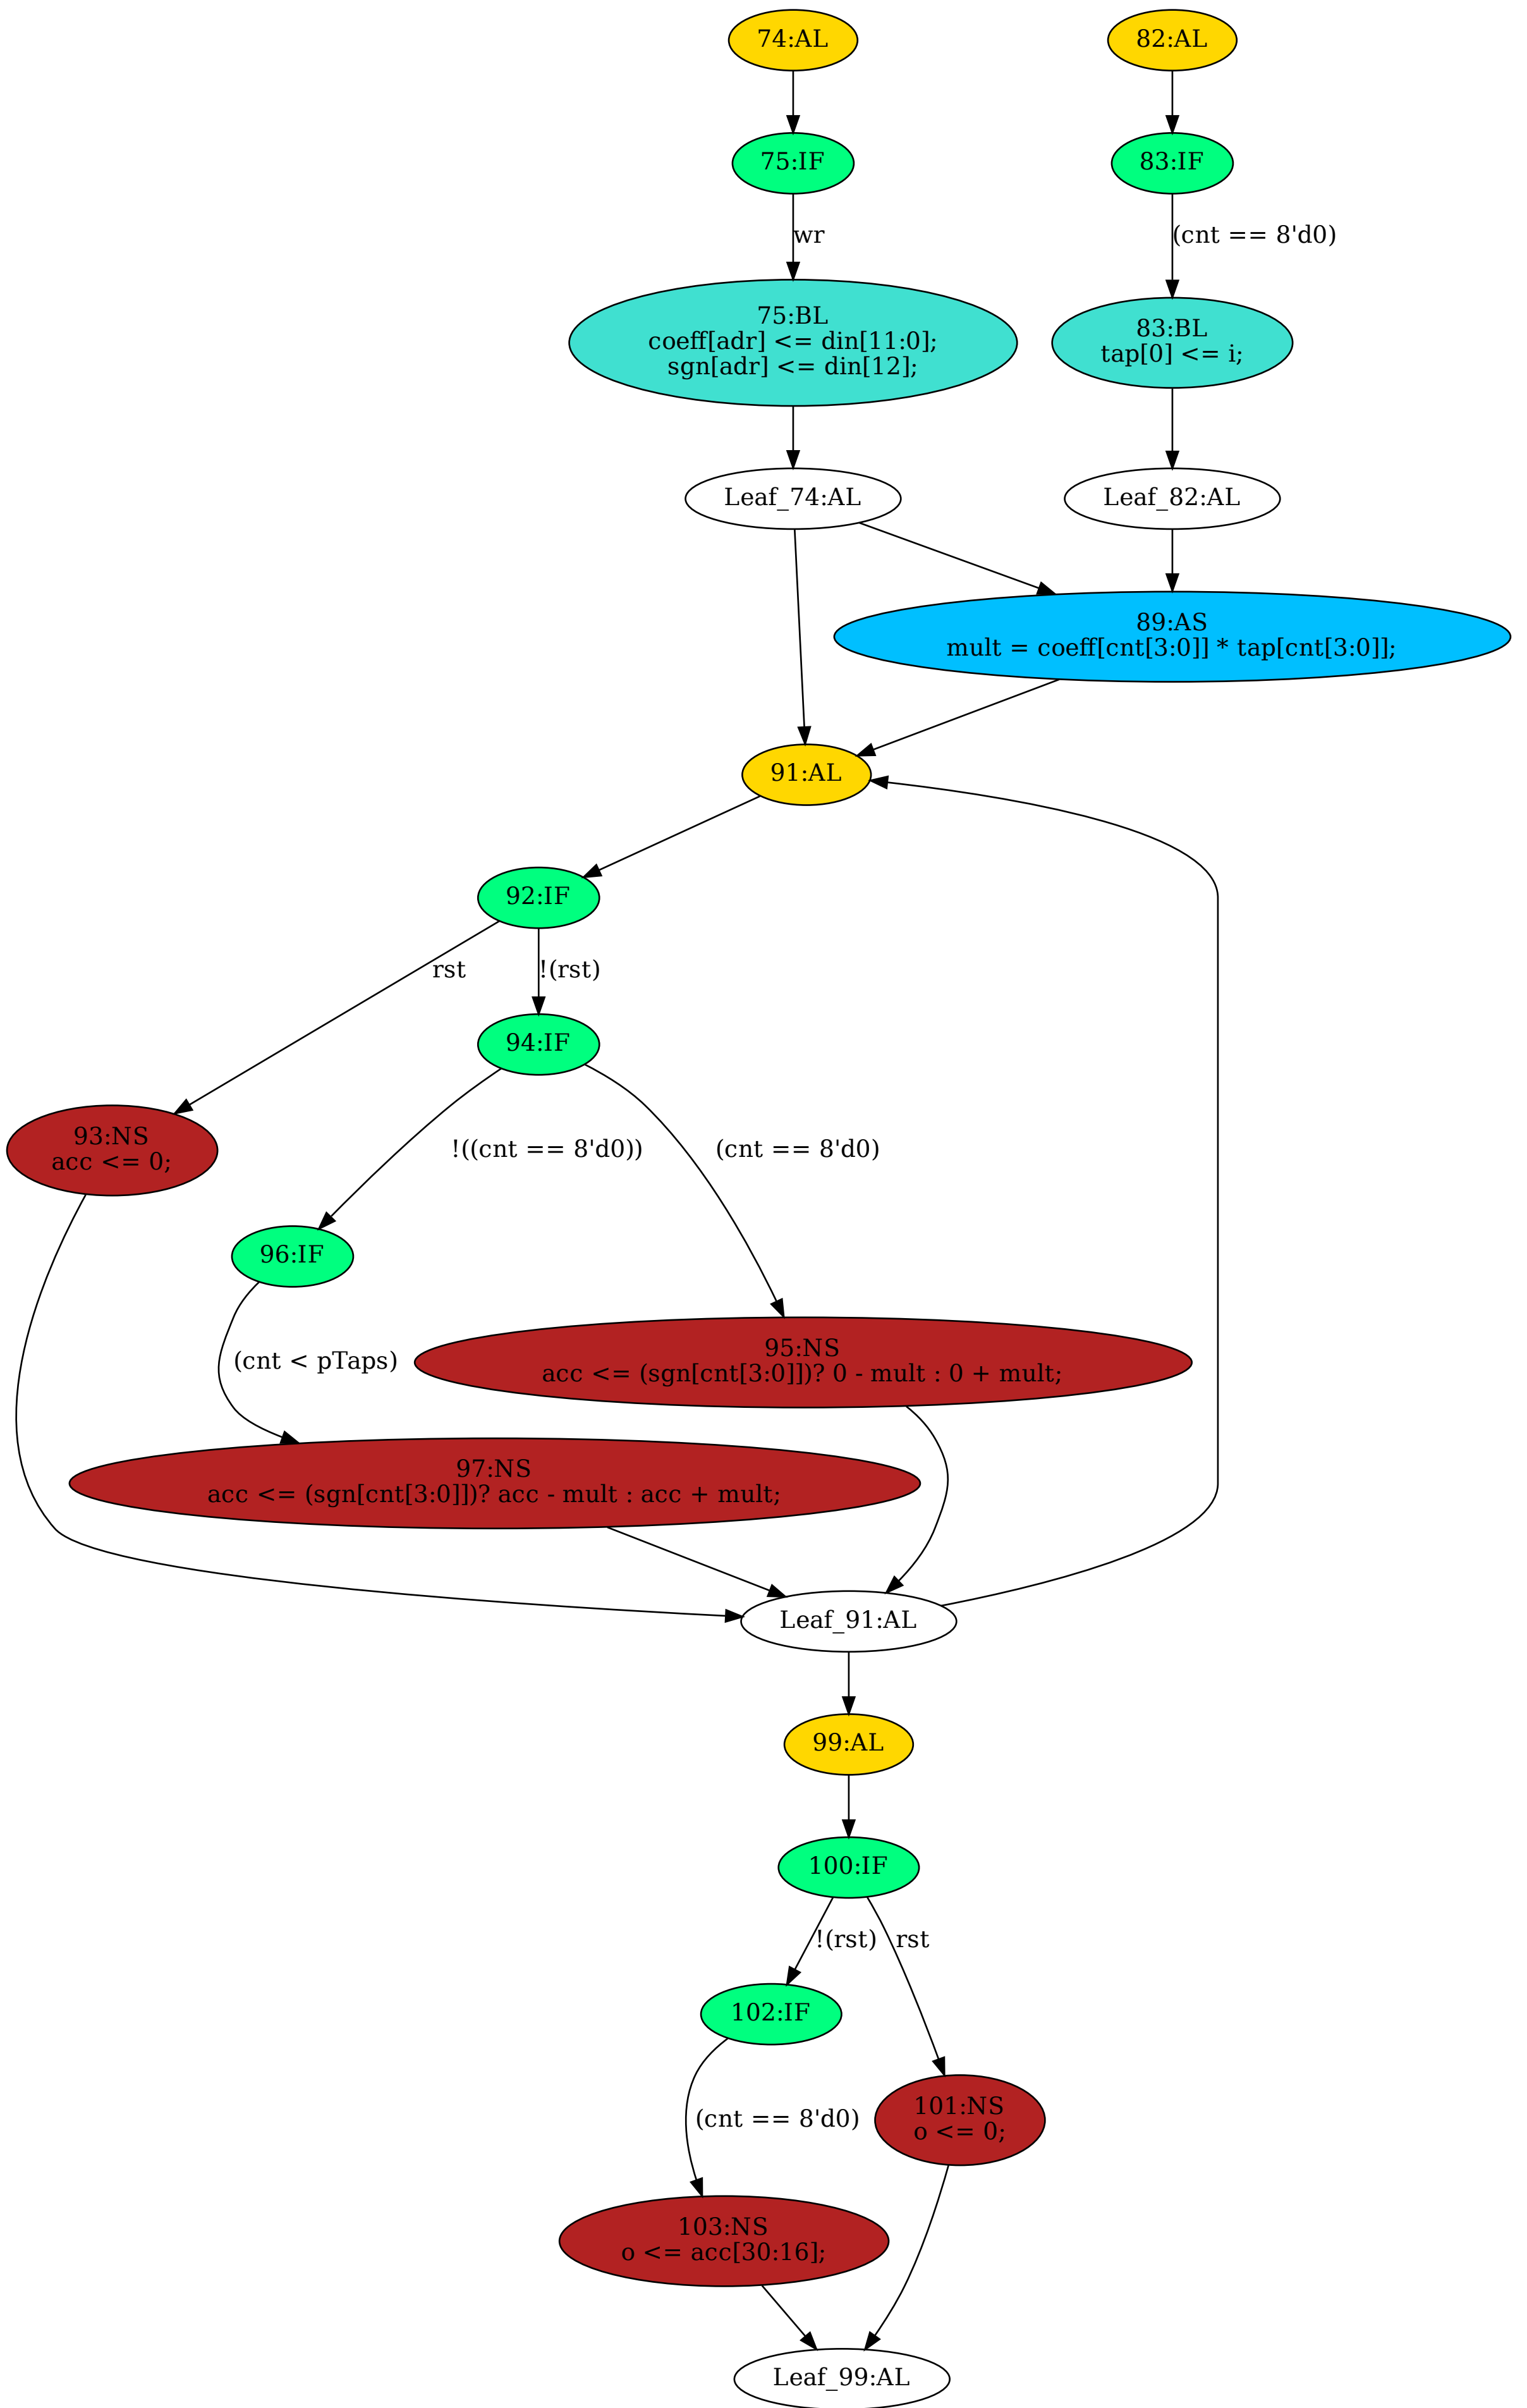 74:AL
82:AL
75:IF
83:IF
wr
(cnt == 8'd0)
75:BL
coeff[adr] <= din[11:0];
sgn[adr] <= din[12];
83:BL
tap[0] <= i;
Leaf_74:AL
Leaf_82:AL
89:AS
mult = coeff[cnt[3:0]] * tap[cnt[3:0]];
91:AL
92:IF
rst
!(rst)
94:IF
93:NS
acc <= 0;
!((cnt == 8'd0))
(cnt == 8'd0)
96:IF
(cnt < pTaps)
95:NS
acc <= (sgn[cnt[3:0]])? 0 - mult : 0 + mult;
97:NS
acc <= (sgn[cnt[3:0]])? acc - mult : acc + mult;
Leaf_91:AL
99:AL
100:IF
!(rst)
rst
102:IF
(cnt == 8'd0)
101:NS
o <= 0;
103:NS
o <= acc[30:16];
Leaf_99:AL